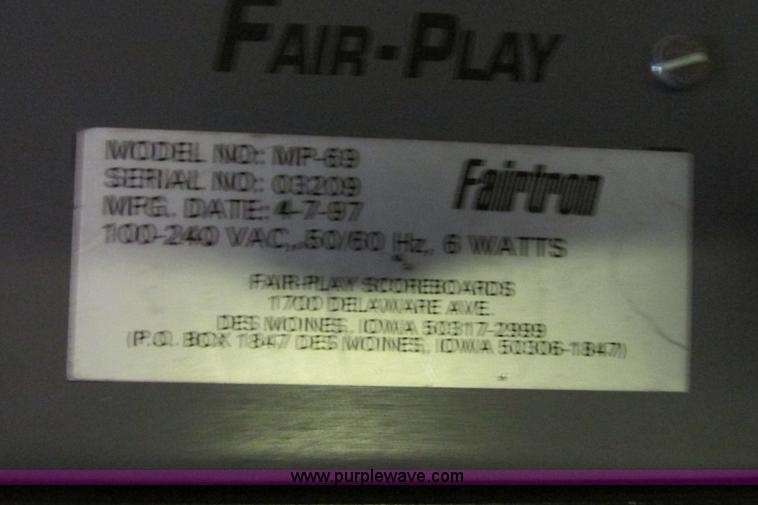 FAIR-PLAY
MODEL NO.: MP-69
SERIAL NO.: 03209
Fairtron
MFG. DATE: 4-7-97
100-240 VAC, 50/60 Hz, 6 WATTS
FAIR-PLAY SCOREBOARDS
1700 DELAWARE AVE.
DES MOINES, IOWA 50317-2999
(P.O. BOX 1847 DES MOINES, IOWA 50306-1847)
www.purplewave.com